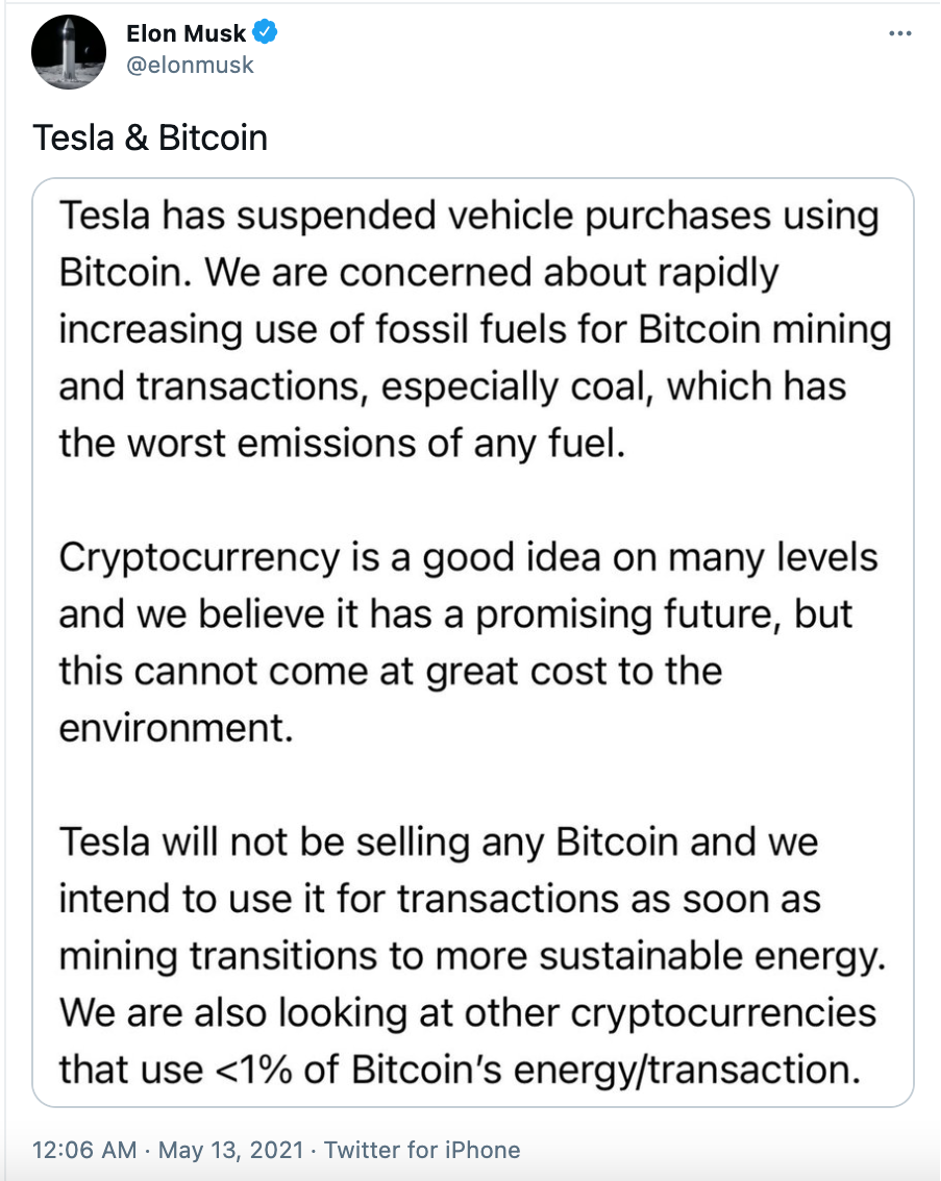 Elon Musk
@elonmusk
Tesla & Bitcoin
Tesla has suspended vehicle purchases using
Bitcoin. We are concerned about rapidly
increasing use of fossil fuels for Bitcoin mining
and transactions, especially coal, which has
the worst emissions of any fuel.
Cryptocurrency is a good idea on many levels
and we believe it has a promising future, but
this cannot come at great cost to the
environment.
Tesla will not be selling any Bitcoin and we
intend to use it for transactions as soon as
mining transitions to more sustainable energy.
We are also looking at other cryptocurrencies
that use <1% of Bitcoin’s energy/transaction.
12:06 AM · May 13, 2021 · Twitter for iPhone